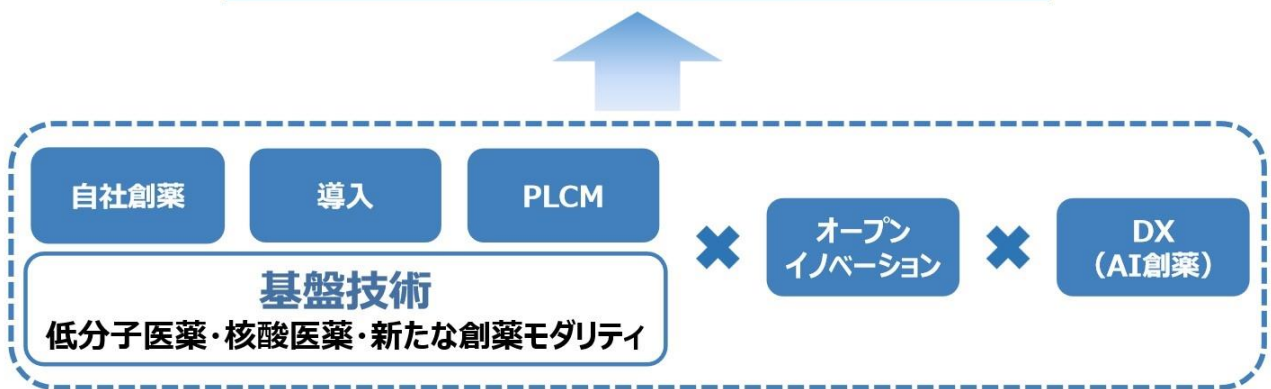 自社創薬
導入
PLCM
基盤技術
低分子医薬・核酸医薬・新たな創薬モダリティ
オープン
イノベーション
DX
（AI創薬）